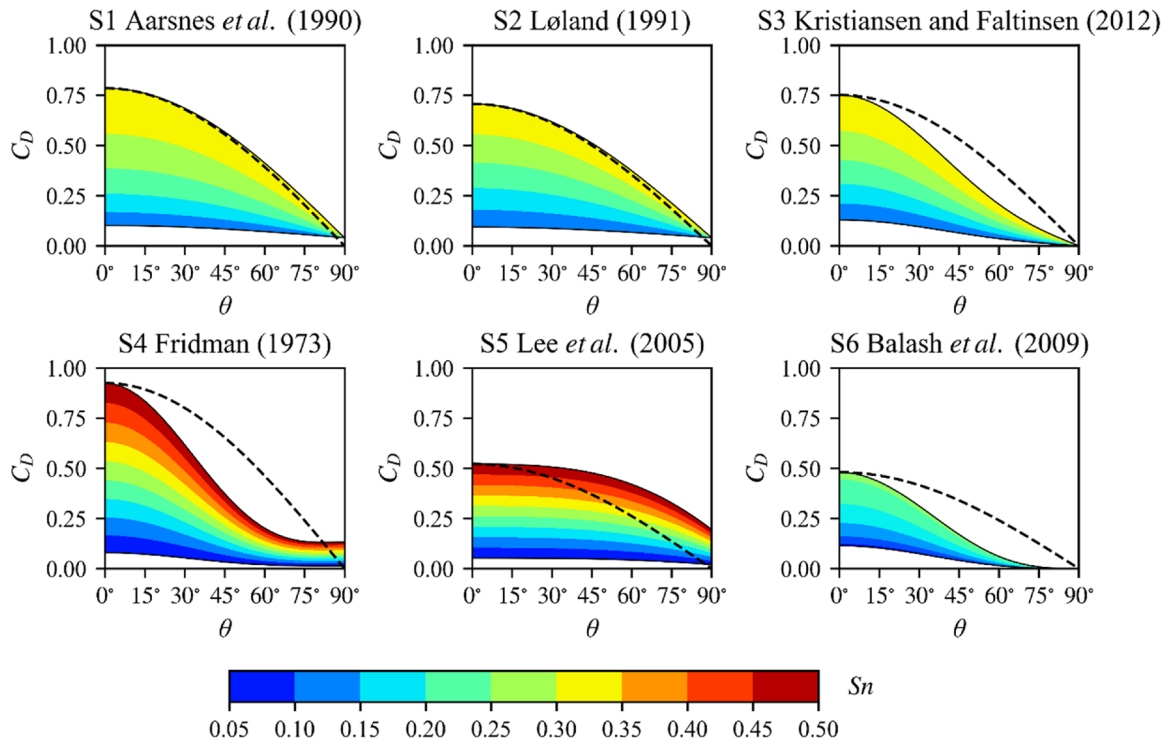 S1 Aarsnes et al. (1990)
S2 Løland (1991)
S3 Kristiansen and Faltinsen (2012)
1.00
0.75
0.50
0.25
0.00
C_D
0° 15° 30° 45° 60° 75° 90°
θ
1.00
0.75
0.50
0.25
0.00
C_D
0° 15° 30° 45° 60° 75° 90°
θ
1.00
0.75
0.50
0.25
0.00
C_D
0° 15° 30° 45° 60° 75° 90°
θ
S4 Fridman (1973)
S5 Lee et al. (2005)
S6 Balash et al. (2009)
1.00
0.75
0.50
0.25
0.00
C_D
0° 15° 30° 45° 60° 75° 90°
θ
1.00
0.75
0.50
0.25
0.00
C_D
0° 15° 30° 45° 60° 75° 90°
θ
1.00
0.75
0.50
0.25
0.00
C_D
0° 15° 30° 45° 60° 75° 90°
θ
Sn
0.05 0.10 0.15 0.20 0.25 0.30 0.35 0.40 0.45 0.50